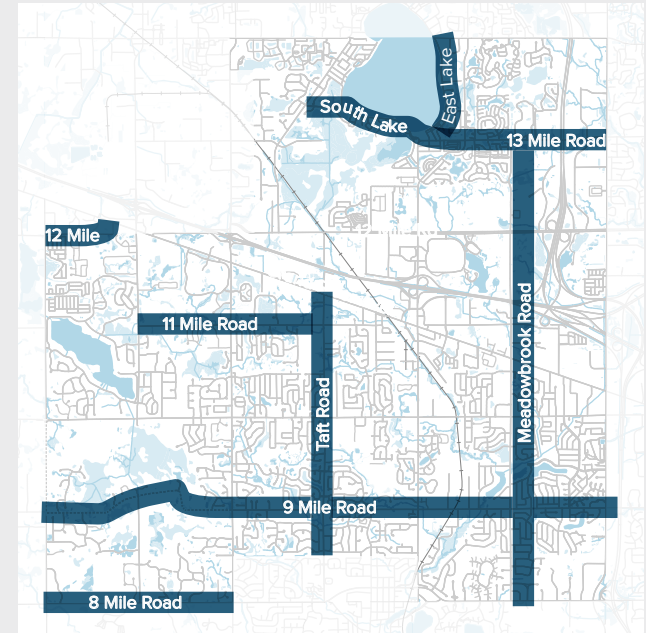 East Lake
South Lake
13 Mile Road
12 Mile
11 Mile Road
Meadowbrook Road
Taft Road
9 Mile Road
8 Mile Road